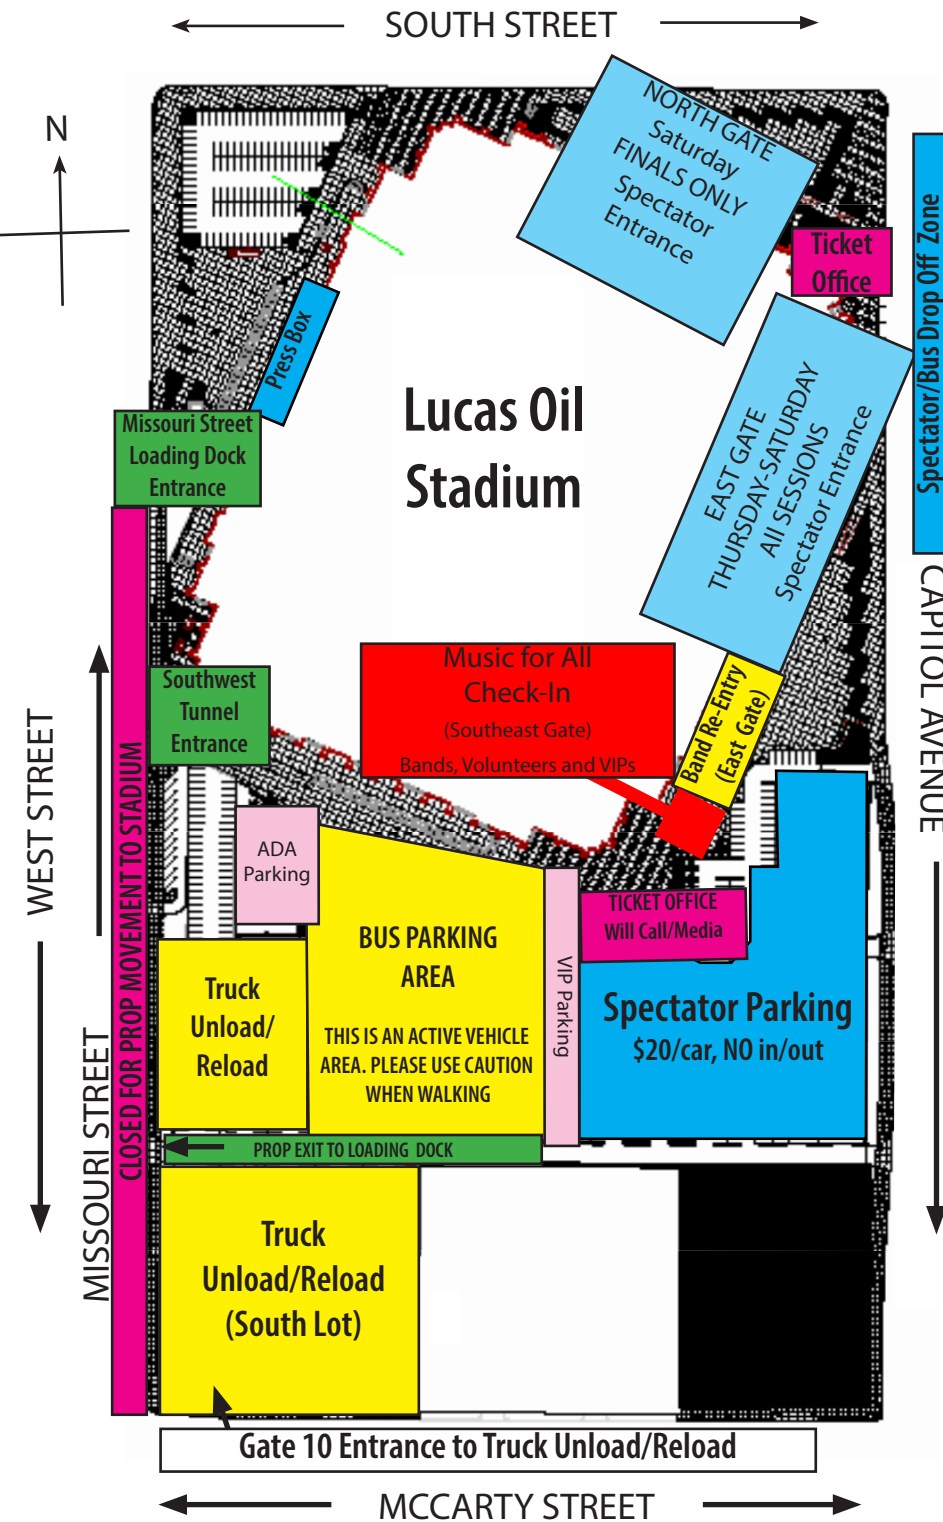 SOUTH STREET
N
NORTH GATE
Saturday
FINALS ONLY
Spectator
Entrance
Ticket
Office
Spectator/Bus Drop Off Zone
Press Box
Lucas Oil
Stadium
EAST GATE
THURSDAY-SATURDAY
All SESSIONS
Spectator Entrance
Missouri Street
Loading Dock
Entrance
CAPITOL AVENUE
Southwest
Tunnel
Entrance
Music for All
Check-In
(Southeast Gate)
Bands, Volunteers and VIPs
Band Re-Entry
(East Gate)
WEST STREET
MISSOURI STREET
CLOSED FOR PROP MOVEMENT TO STADIUM
ADA
Parking
BUS PARKING
AREA
THIS IS AN ACTIVE VEHICLE
AREA. PLEASE USE CAUTION
WHEN WALKING
VIP Parking
TICKET OFFICE
Will Call/Media
Truck
Unload/
Reload
Spectator Parking
$20/car, NO in/out
PROP EXIT TO LOADING DOCK
Truck
Unload/Reload
(South Lot)
Gate 10 Entrance to Truck Unload/Reload
MCCARTY STREET